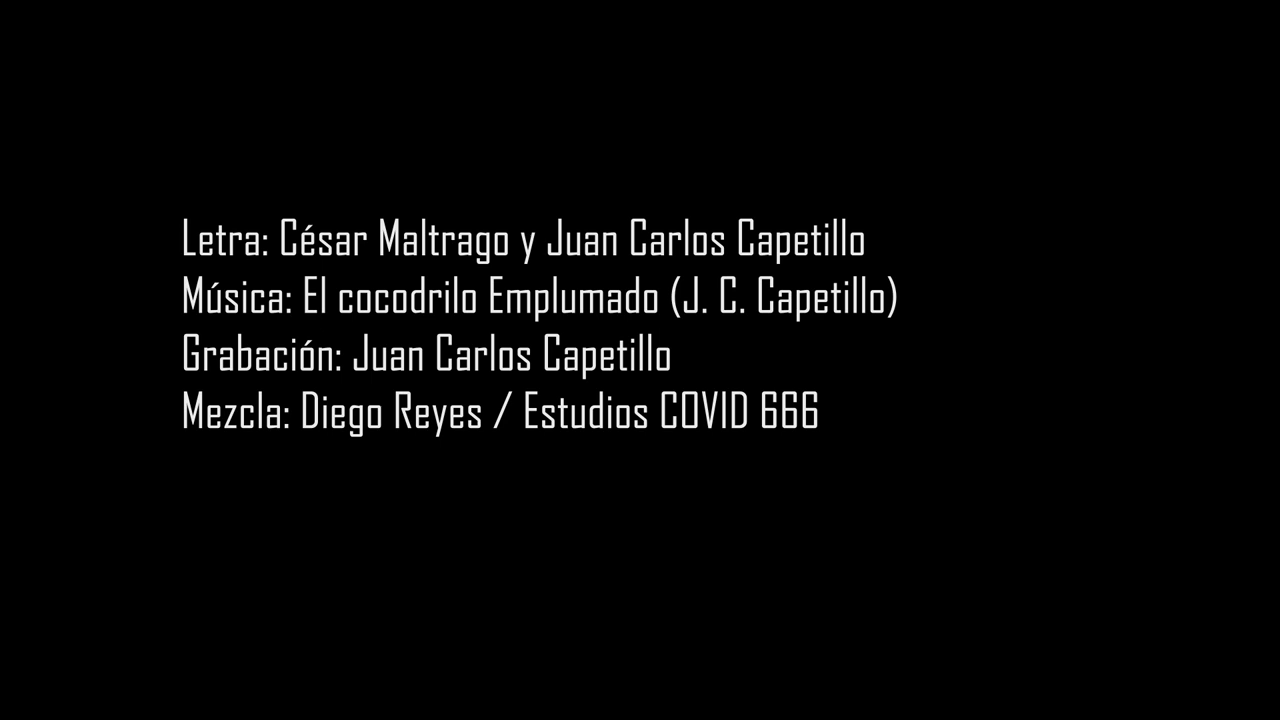 Letra: César Maltrago y Juan Carlos Capetillo
Música: El cocodrilo Emplumado (J. C. Capetillo)
Grabación: Juan Carlos Capetillo
Mezcla: Diego Reyes / Estudios COVID 666